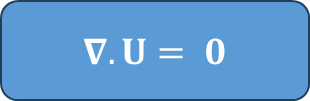 ∇.U = 0